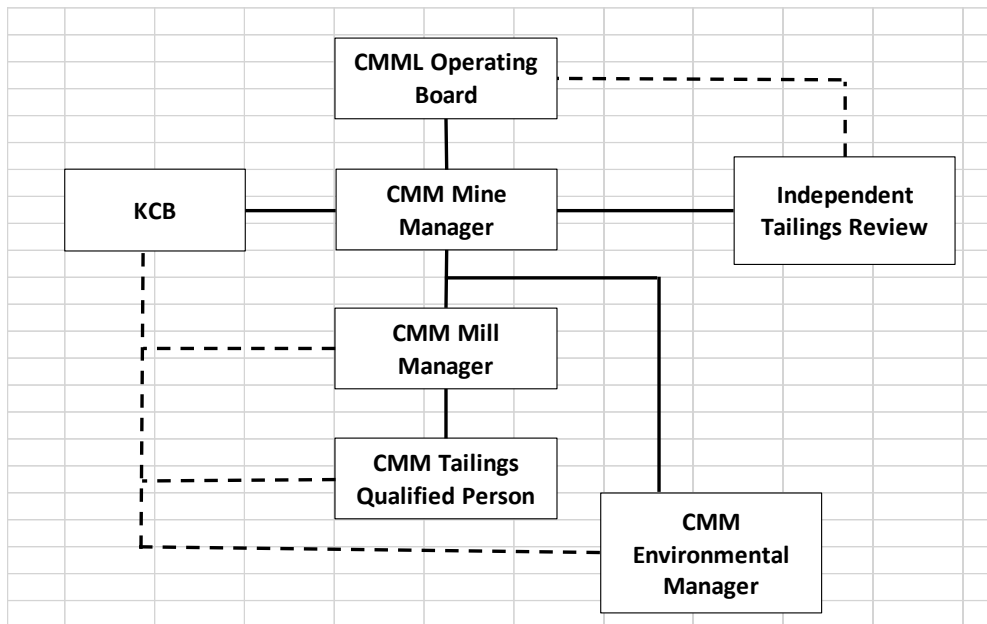 CMML Operating
Board
KCB
CMM Mine
Manager
Independent
Tailings Review
CMM Mill
Manager
CMM Tailings
Qualified Person
CMM
Environmental
Manager